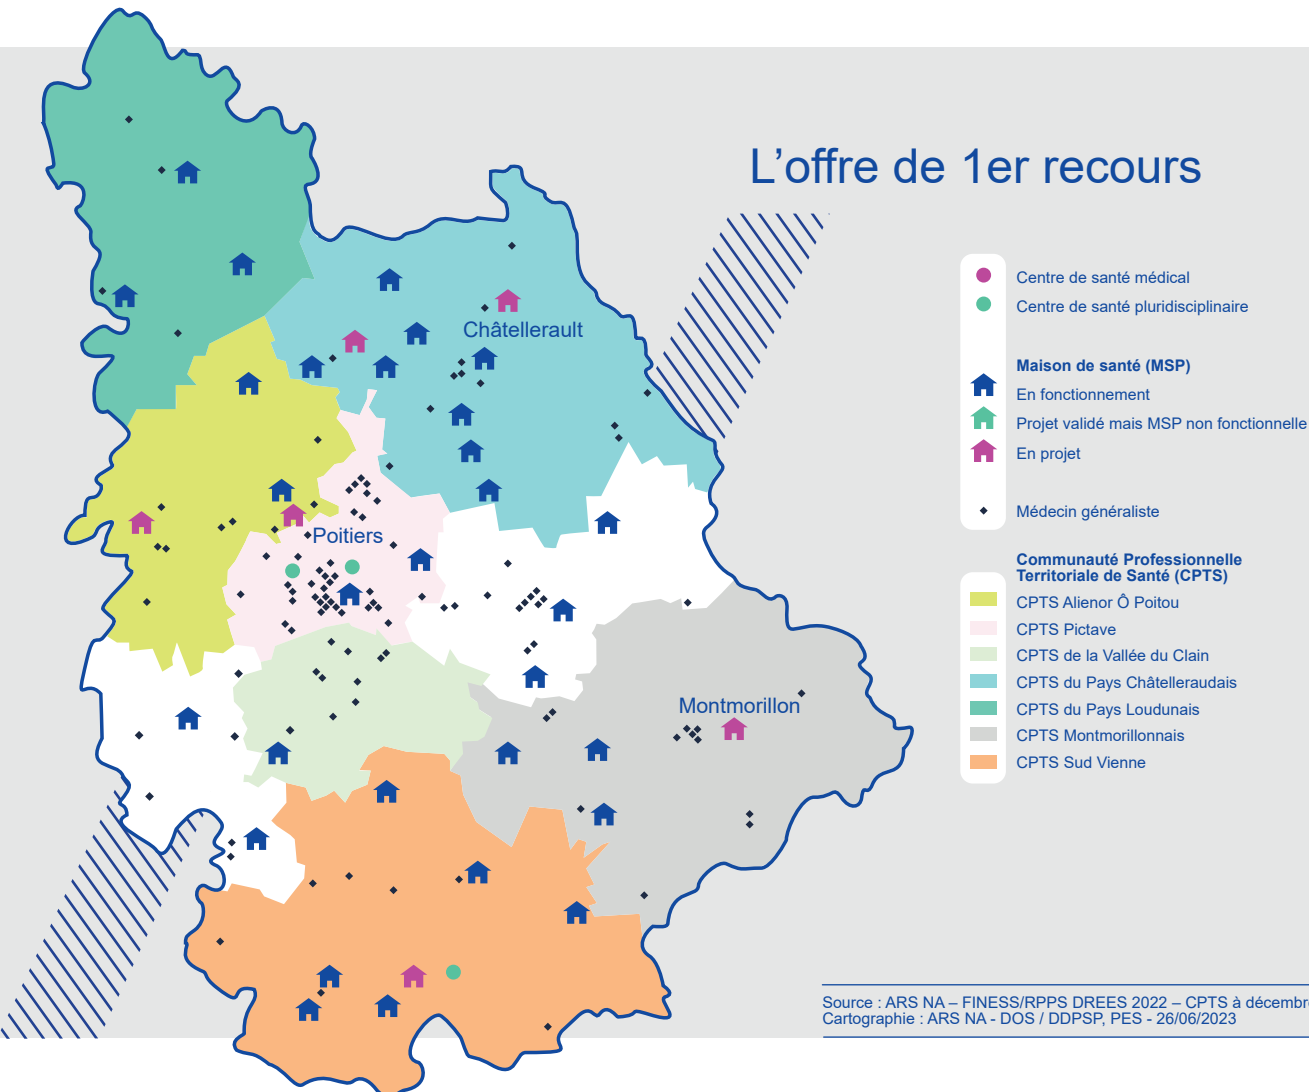 L'offre de 1er recours
Centre de santé médical
Centre de santé pluridisciplinaire
Maison de santé (MSP)
En fonctionnement
Projet validé mais MSP non fonctionnelle
En projet
Médecin généraliste
Communauté Professionnelle
Territoriale de Santé (CPTS)
CPTS Alienor Ô Poitou
CPTS Pictave
CPTS de la Vallée du Clain
CPTS du Pays Châtelleraudais
CPTS du Pays Loudunais
CPTS Montmorillonnais
CPTS Sud Vienne
Châtellerault
Poitiers
Montmorillon
Source : ARS NA – FINESS/RPPS DREES 2022 – CPTS à décembr
Cartographie : ARS NA - DOS / DDPSP, PES - 26/06/2023